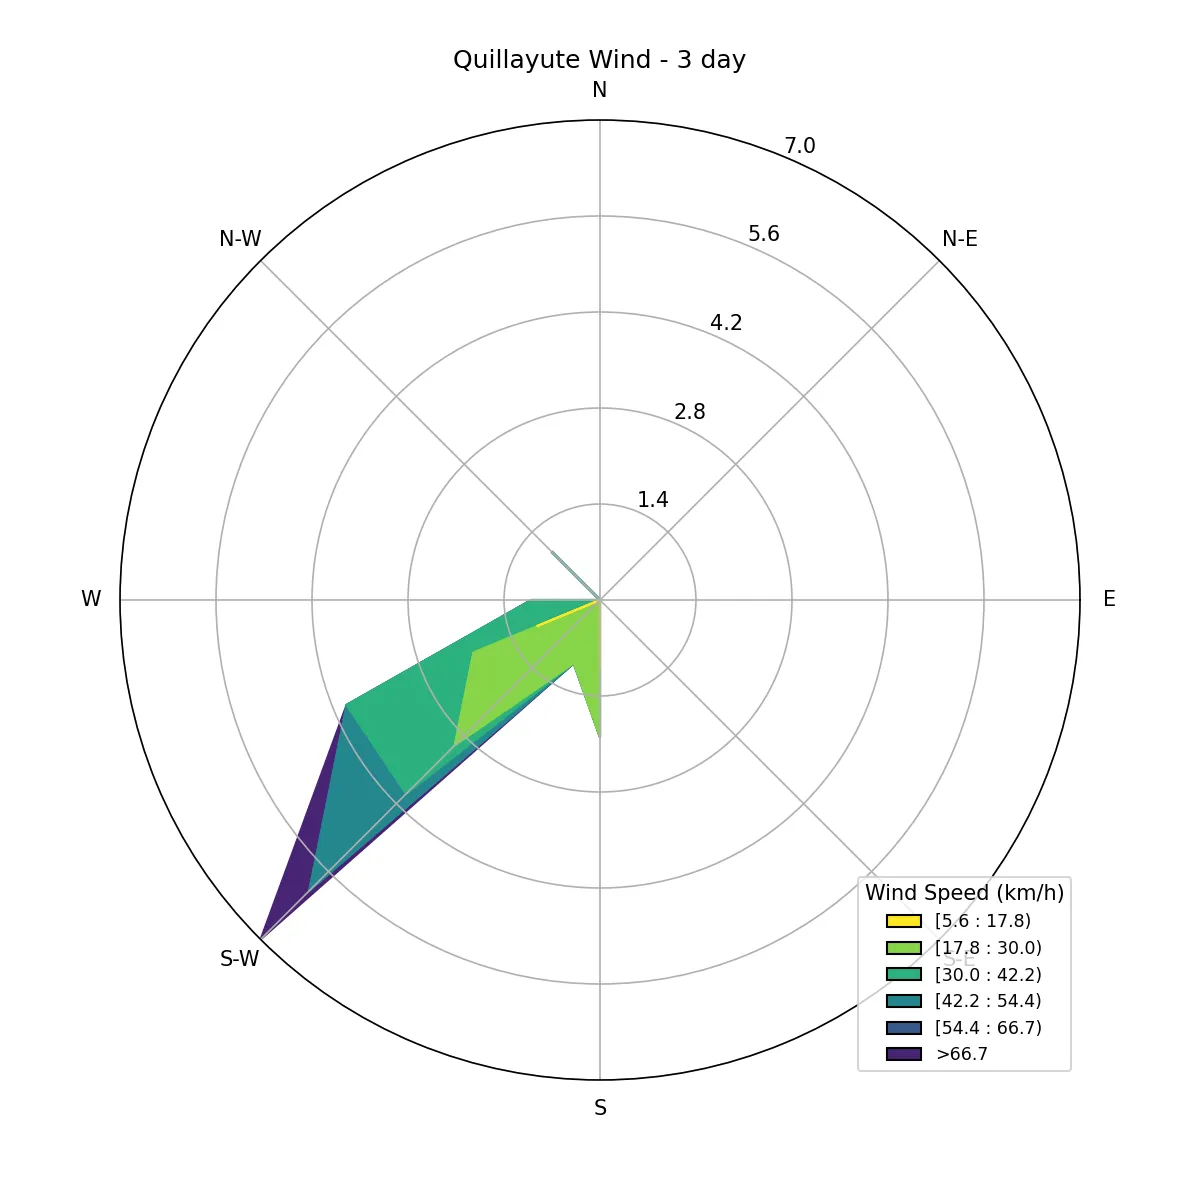 Quillayute Wind - 3 day
N
7.0
N-W
5.6
N-E
4.2
2.8
1.4
W
E
S-W
S-E
S
Wind Speed (km/h)
[5.6 : 17.8)
[17.8 : 30.0)
[30.0 : 42.2)
[42.2 : 54.4)
[54.4 : 66.7)
>66.7